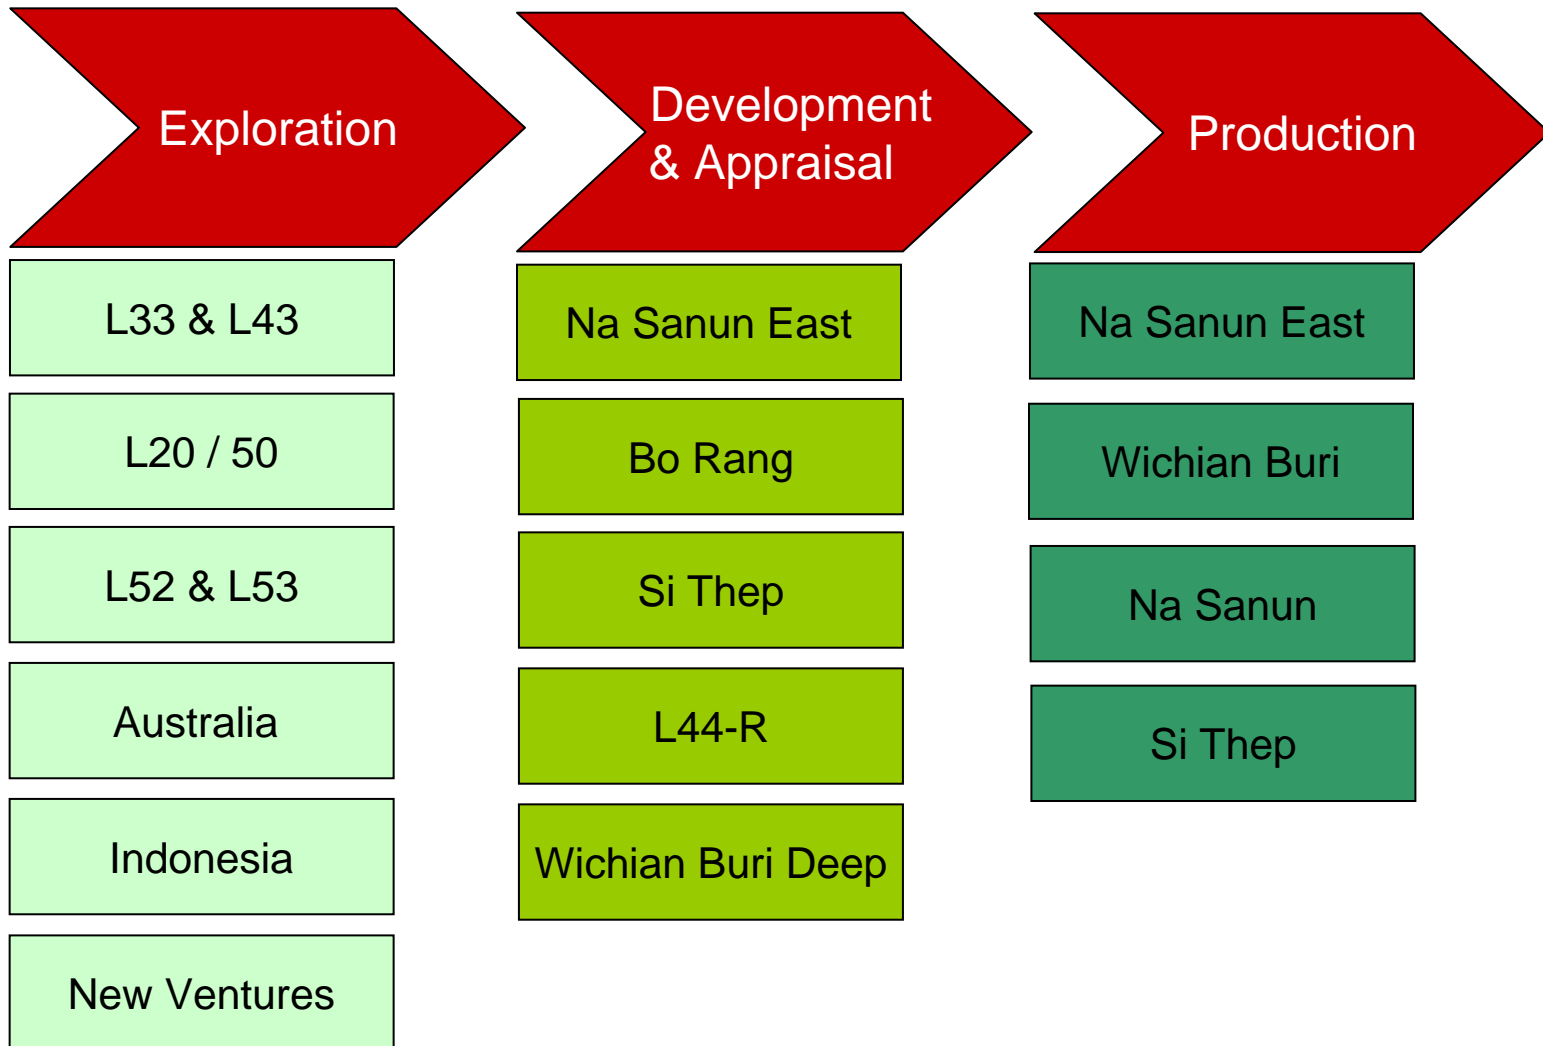 Exploration
Development
& Appraisal
Production
L33 & L43
L20 / 50
L52 & L53
Australia
Indonesia
New Ventures
Na Sanun East
Bo Rang
Si Thep
L44-R
Wichian Buri Deep
Na Sanun East
Wichian Buri
Na Sanun
Si Thep